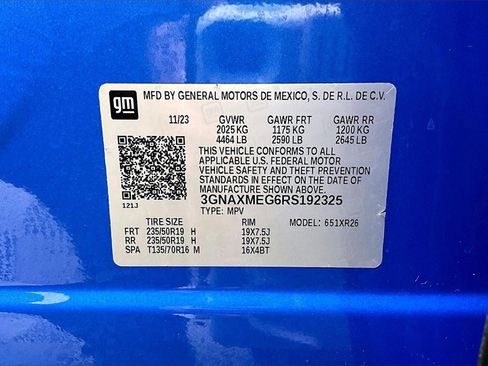 gm
MFD BY GENERAL MOTORS DE MEXICO, S. DE R.L. DE C.V.
11/23 GVWR GAWR FRT GAWR RR
2025 KG 1175 KG 1200 KG
4464 LB 2590 LB 2645 LB
THIS VEHICLE CONFORMS TO ALL
APPLICABLE U.S. FEDERAL MOTOR
VEHICLE SAFETY AND THEFT PREVENTION
STANDARDS IN EFFECT ON THE DATE OF
MANUFACTURE SHOWN ABOVE.
3GNAXMEG6RS192325
121J TYPE: MPV
TIRE SIZE RIM MODEL: 651XR26
FRT 235/50R19 H 19X7.5J
RR 235/50R19 H 19X7.5J
SPA T135/70R16 M 16X4BT